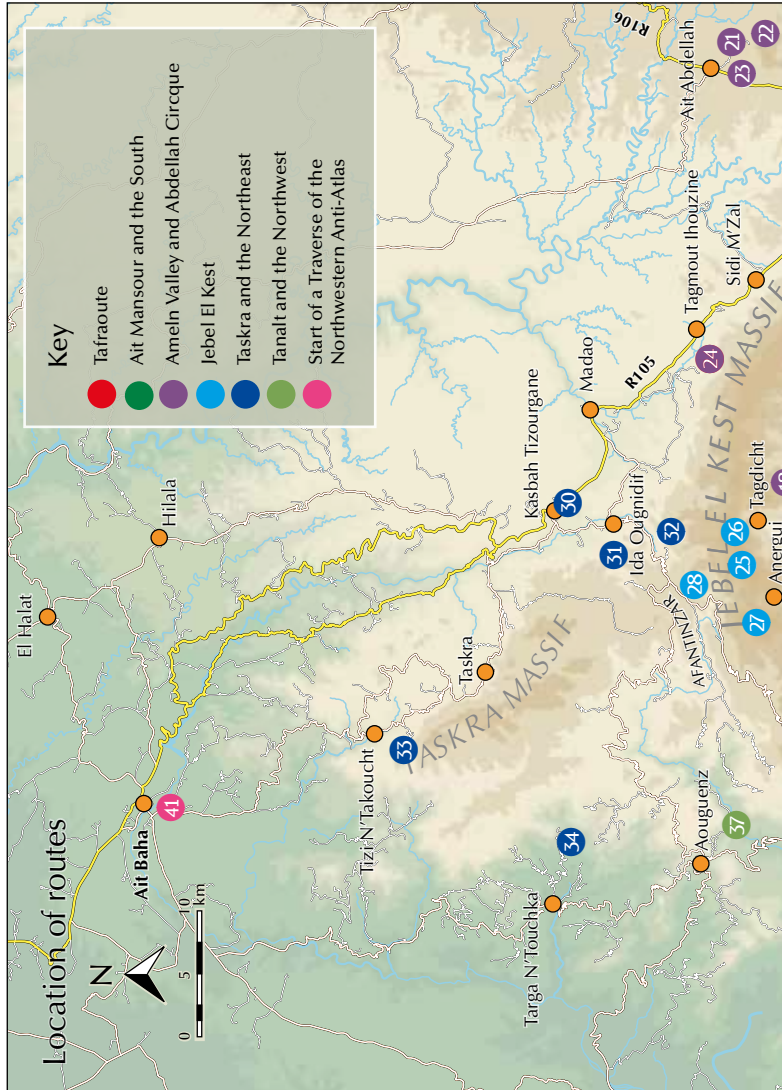 Location of routes
N
0 5 10
km
Key
Tafraoute
Ait Mansour and the South
Ameln Valley and Abdellah Circque
Jebel El Kest
Taskra and the Northeast
Tanalt and the Northwest
Start of a Traverse of the
Northwestern Anti-Atlas
El Halat
Hilala
Ait Baha
41
R106
Tizi N'Takoucht
33
Taskra
TASKRA MASSIF
Kasbah Tizourgane
30
Madao
R105
Targa N'Touchka
34
31
Ida Ougnidif
32
Tagmout Ihouzine
24
Sidi M'Zal
Ait Abdellah
21
22
23
Aouguenz
37
AFANTINZAR
28
JEBEL EL KEST MASSIF
27
25
26
Anergui
Tagdicht